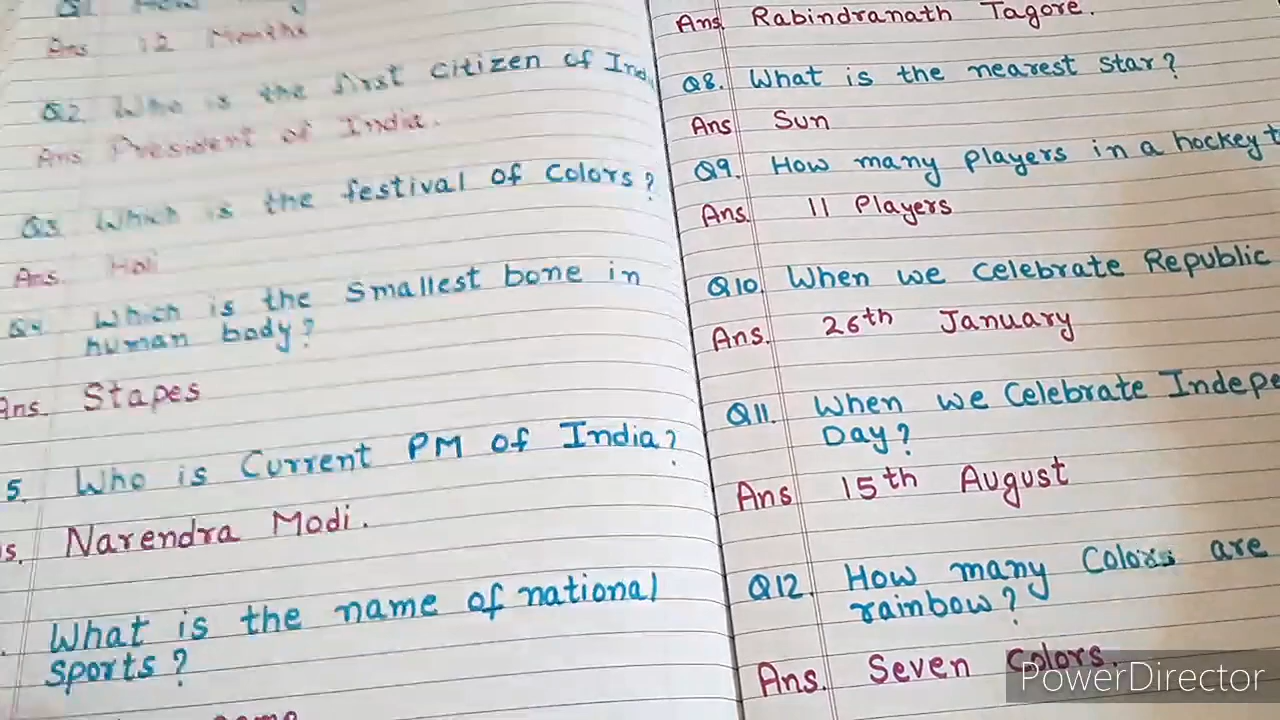 Q1 How
Ans 12 Months
Q2 Who is the first citizen of Ind
Ans President of India.
Q3 Which is the festival of Colors?
Ans. Holi
Q4 Which is the Smallest bone in
human body?
Ans. Stapes
5. Who is Current PM of India?
s. Narendra Modi.
. What is the name of national
sports?
Ans Rabindranath Tagore.
Q8. What is the nearest star?
Ans Sun
Q9. How many players in a hockey t
Ans. 11 Players
Q10. When we celebrate Republic
Ans. 26th January
Q11. When we Celebrate Indepe
Day?
Ans 15th August
Q12. How many Colors are
rainbow?
Ans. Seven Colors.
PowerDirector